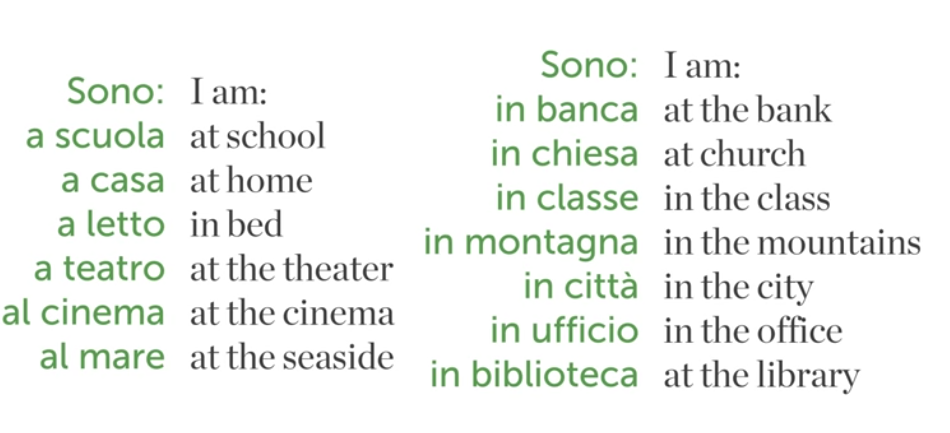 Sono: I am:
a scuola at school
a casa at home
a letto in bed
a teatro at the theater
al cinema at the cinema
al mare at the seaside
Sono: I am:
in banca at the bank
in chiesa at church
in classe in the class
in montagna in the mountains
in città in the city
in ufficio in the office
in biblioteca at the library